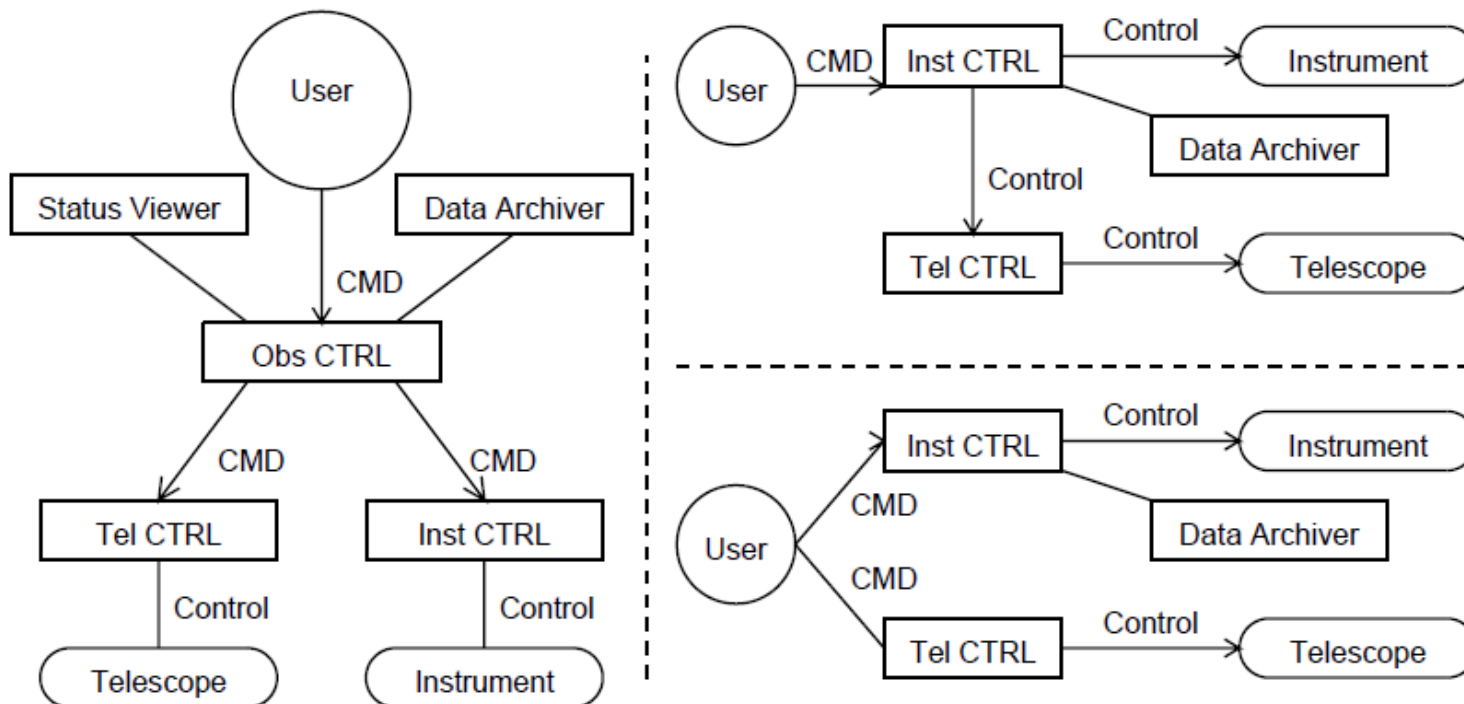 User
Status Viewer
Data Archiver
CMD
Obs CTRL
CMD
CMD
Tel CTRL
Inst CTRL
Control
Control
Telescope
Instrument
User
CMD
Inst CTRL
Control
Instrument
Data Archiver
Control
Tel CTRL
Control
Telescope
User
CMD
CMD
Inst CTRL
Control
Instrument
Data Archiver
Tel CTRL
Control
Telescope